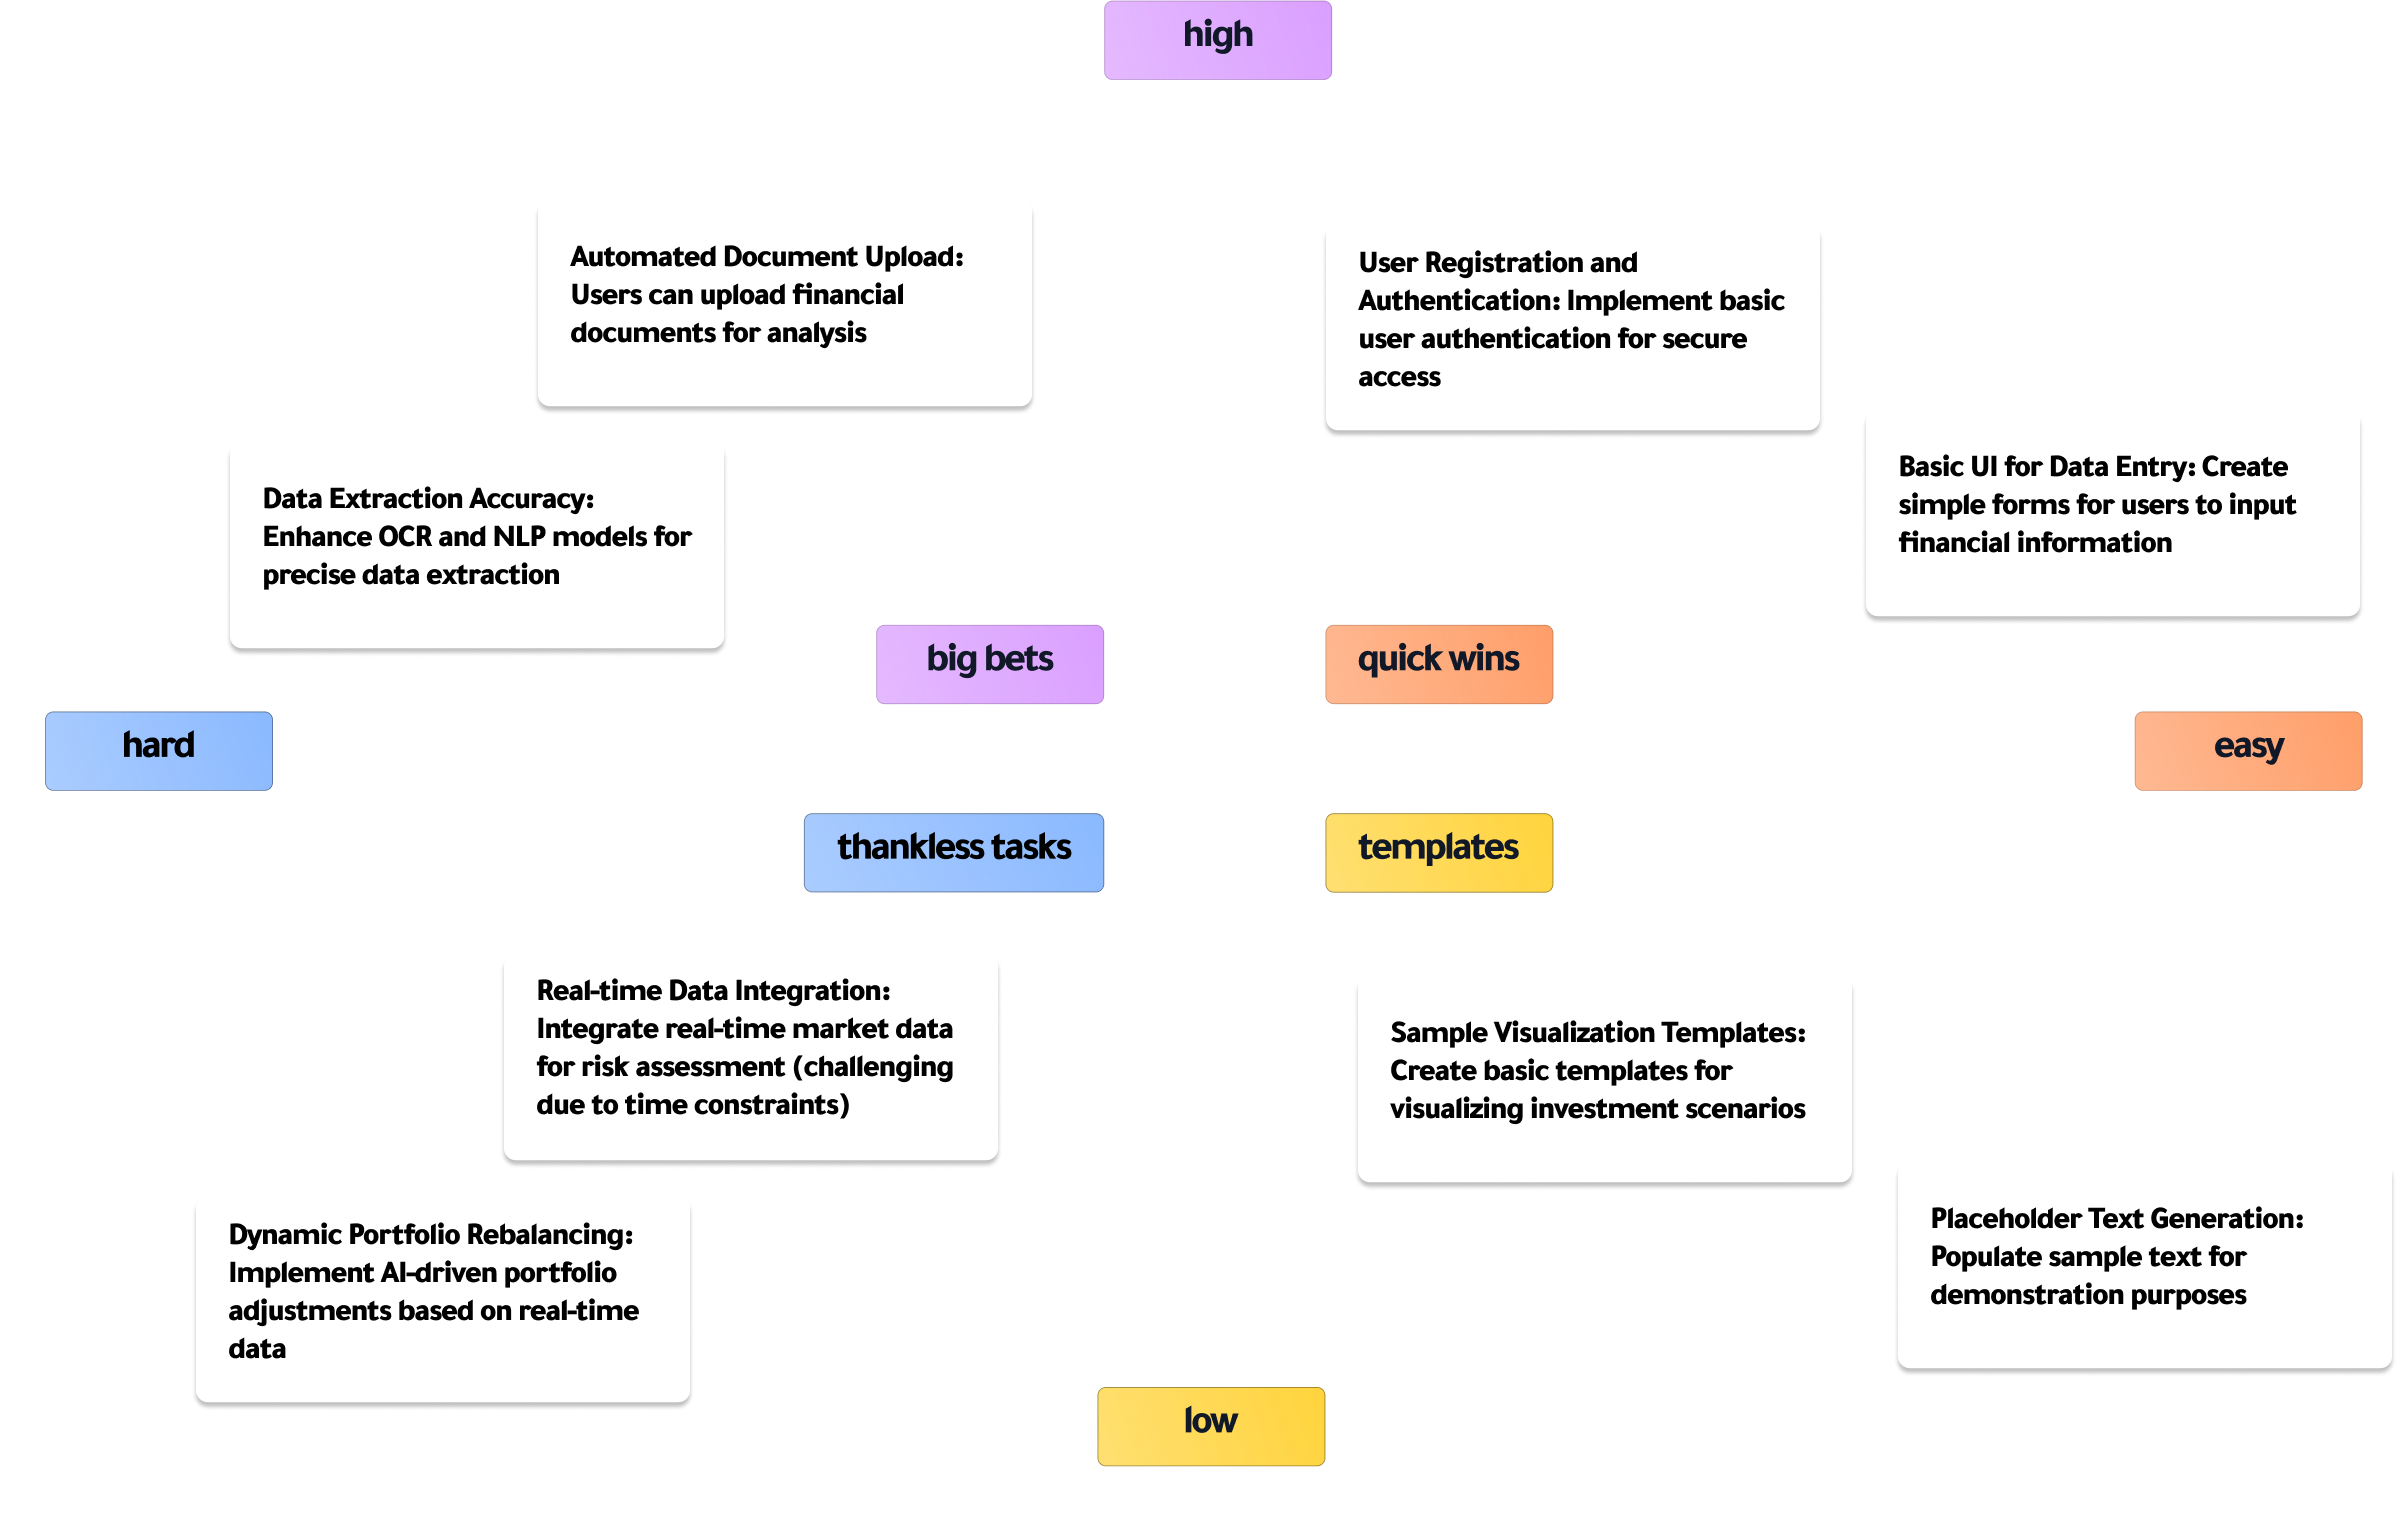 high
Automated Document Upload:
Users can upload financial
documents for analysis
User Registration and
Authentication: Implement basic
user authentication for secure
access
Data Extraction Accuracy:
Enhance OCR and NLP models for
precise data extraction
Basic UI for Data Entry: Create
simple forms for users to input
financial information
big bets
quick wins
hard
easy
thankless tasks
templates
Real-time Data Integration:
Integrate real-time market data
for risk assessment (challenging
due to time constraints)
Sample Visualization Templates:
Create basic templates for
visualizing investment scenarios
Dynamic Portfolio Rebalancing:
Implement AI-driven portfolio
adjustments based on real-time
data
Placeholder Text Generation:
Populate sample text for
demonstration purposes
low